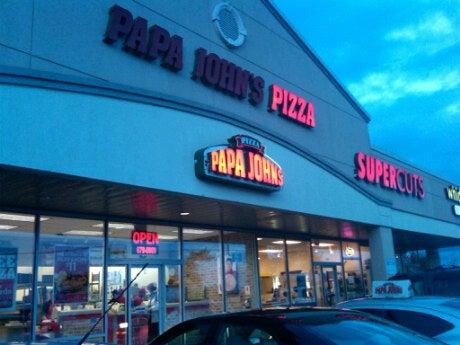 PAPA JOHN'S PIZZA
PIZZA
PAPA JOHN'S
SUPERCUTS
OPEN